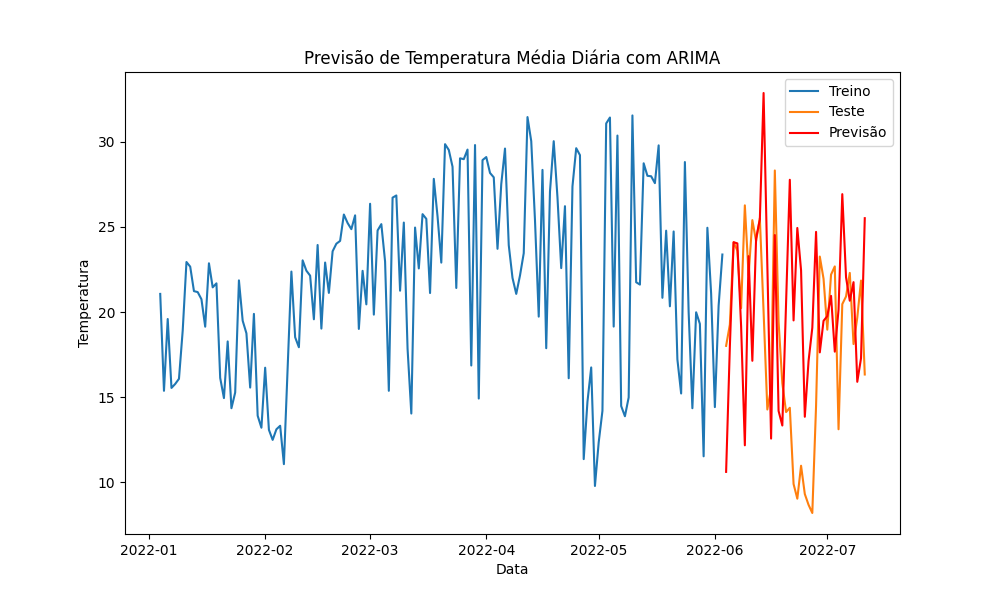 Previsão de Temperatura Média Diária com ARIMA
Treino
Teste
Previsão
Temperatura
30
25
20
15
10
2022-01
2022-02
2022-03
2022-04
2022-05
2022-06
2022-07
Data